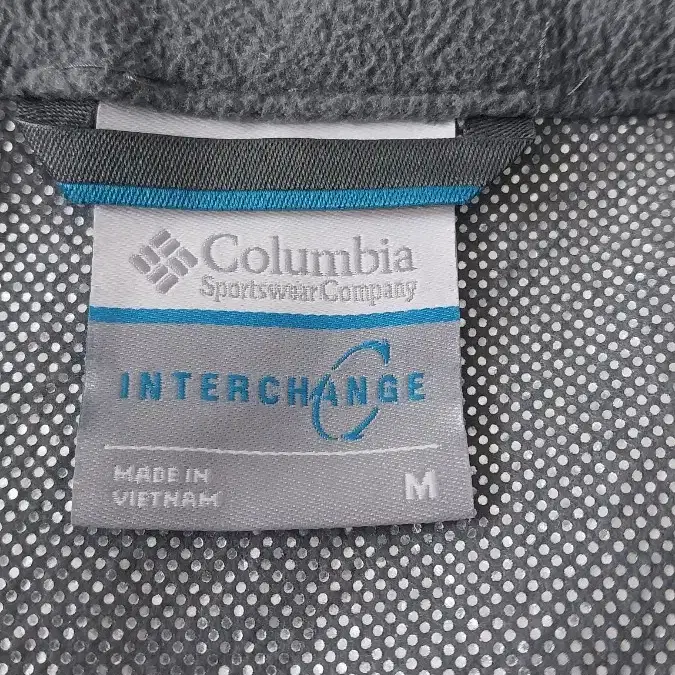 Columbia
Sportswear Company
INTERCHANGE
MADE IN
VIETNAM
M